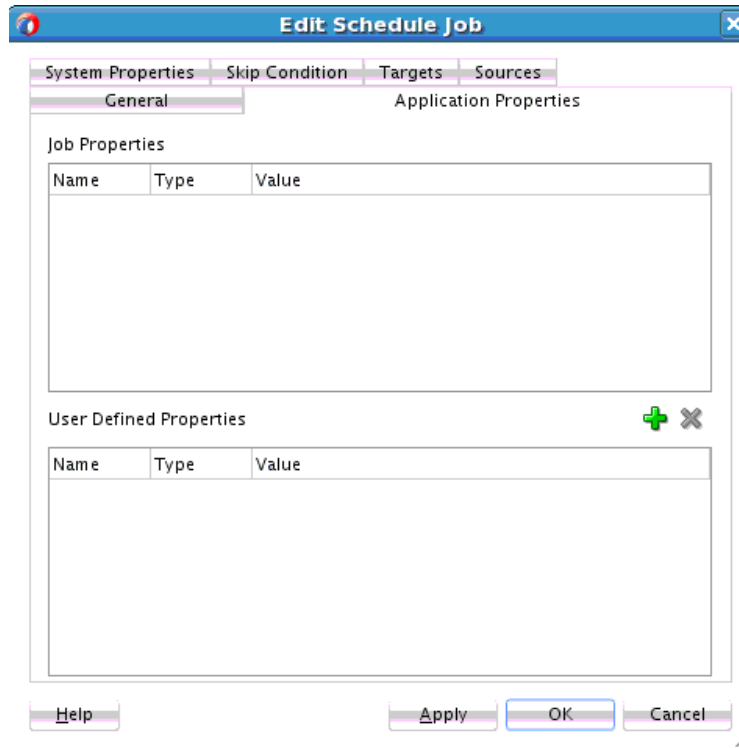 Edit Schedule Job
System Properties Skip Condition Targets Sources
General Application Properties
Job Properties
Name Type Value
User Defined Properties
Name Type Value
Help Apply OK Cancel